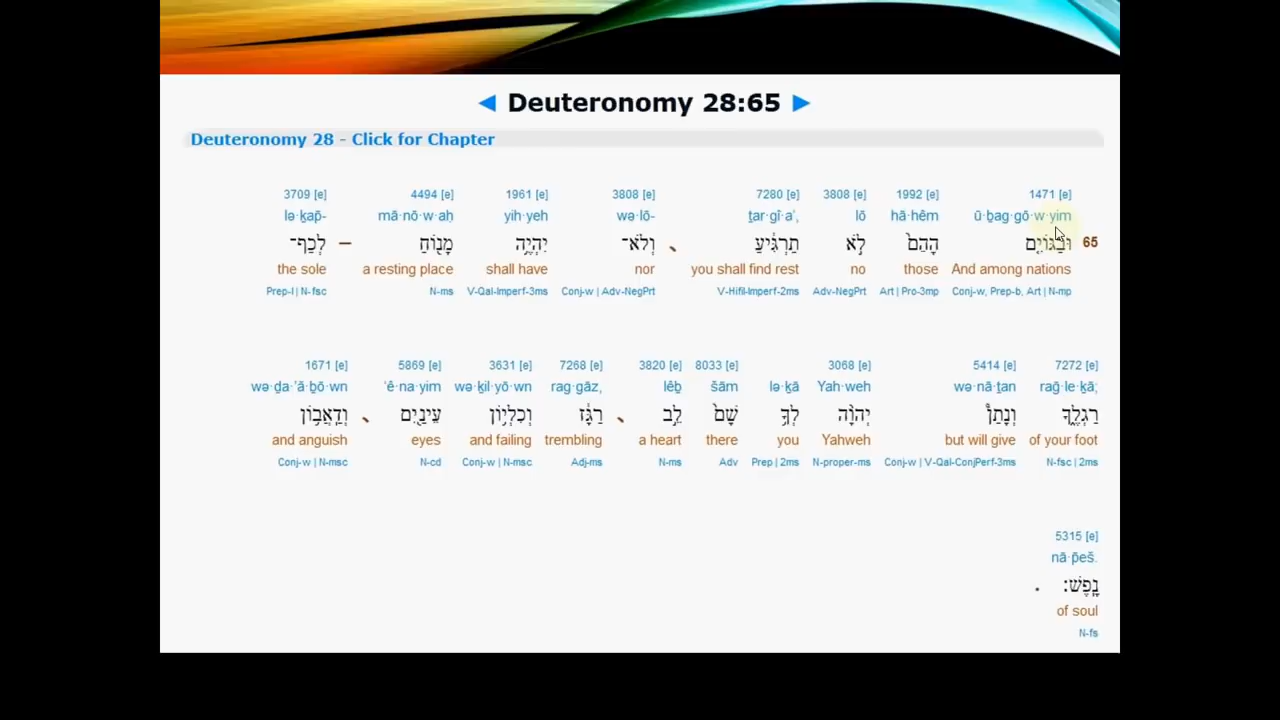 ◄ Deuteronomy 28:65 ►
Deuteronomy 28 - Click for Chapter
3709 [e] 4494 [e] 1961 [e] 3808 [e] 7280 [e] 3808 [e] 1992 [e] 1471 [e]
lə·ḵap̄- mā·nō·w·aḥ yih·yeh wə·lō- ṯar·gî·a‘, lō hā·hêm ū·ḇag·gō·w·yim
65 וּבַגּוֹיִ֤ם הָהֵם֙ לֹ֣א תַרְגִּ֔יעַ 、 וְלֹא־ יִהְיֶ֥ה מָנ֖וֹחַ – לְכַף־
the sole a resting place shall have nor you shall find rest no those And among nations
Prep-l | N-fsc N-ms V-Qal-Imperf-3ms Conj-w | Adv-NegPrt V-Hifil-Imperf-2ms Adv-NegPrt Art | Pro-3mp Conj-w, Prep-b, Art | N-mp
1671 [e] 5869 [e] 3631 [e] 7268 [e] 3820 [e] 8033 [e] 3068 [e] 5414 [e] 7272 [e]
wə·ḏa·’ă·ḇō·wn ‘ê·na·yim wə·ḵil·yō·wn rag·gāz, lêḇ šām lə·ḵā Yah·weh wə·nā·ṯan raḡ·le·ḵā;
רַגְלֶ֑ךָ וְנָתַן֩ יְהוָ֨ה לְךָ֥ שָׁם֙ לֵ֣ב 、 רַגָּ֔ז וְכִלְי֥וֹן עֵינַ֖יִם 、 וְדַֽאֲב֥וֹן
and anguish eyes and failing trembling a heart there you Yahweh but will give of your foot
Conj-w | N-msc N-cd Conj-w | N-msc Adj-ms N-ms Adv Prep | 2ms N-proper-ms Conj-w | V-Qal-ConjPerf-3ms N-fsc | 2ms
5315 [e]
nā·p̄eš.
נָֽפֶשׁ׃ .
of soul
N-fs